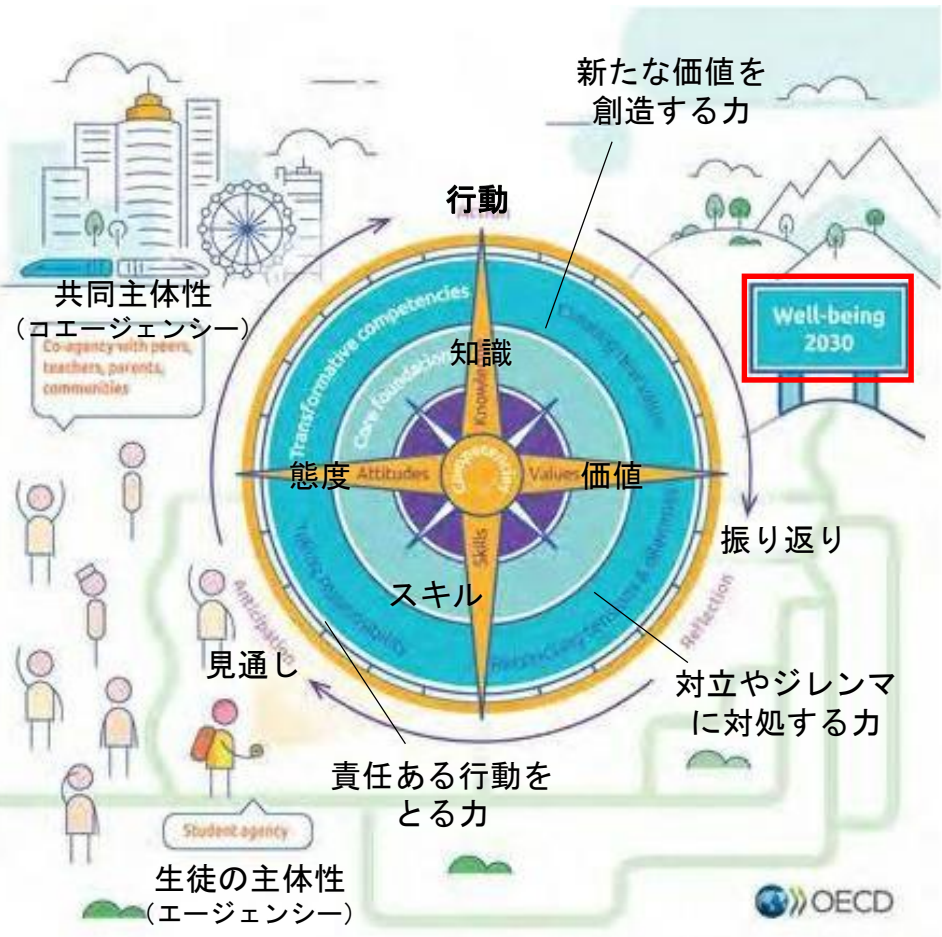 新たな価値を
創造する力
行動
共同主体性
（コエージェンシー）
Co-agency with peers,
teachers, parents,
communities
Transformative competencies
Core foundation
知識
Well-being
2030
態度
Attitudes
Values
価値
Skills
スキル
振り返り
Reflection
Anticipation
見通し
対立やジレンマ
に対処する力
責任ある行動を
とる力
Student agency
生徒の主体性
（エージェンシー）
OECD